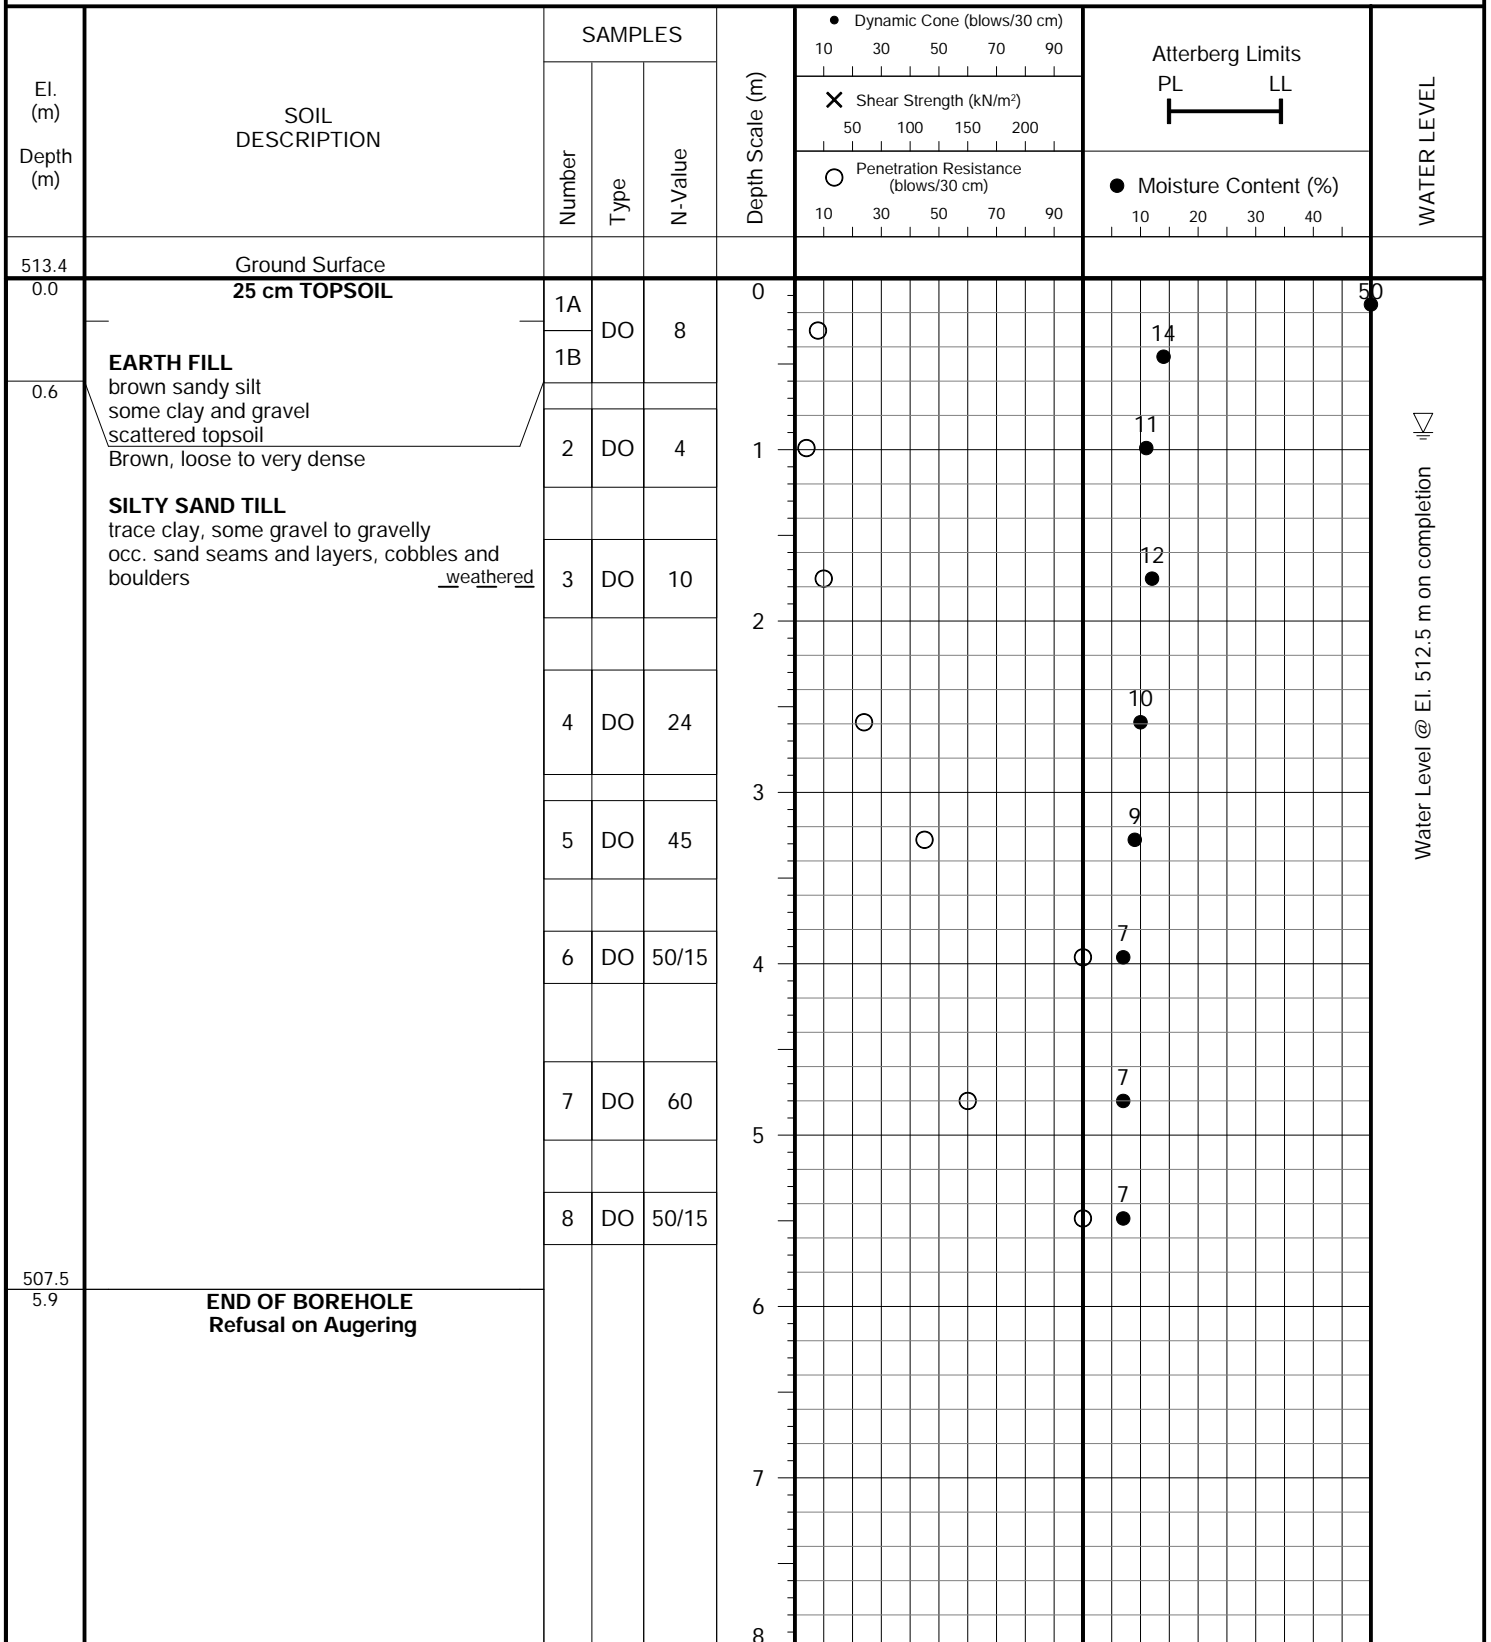 El.
(m)
Depth
(m)
SOIL
DESCRIPTION
SAMPLES
Number
Type
N-Value
Depth Scale (m)
Dynamic Cone (blows/30 cm)
10 30 50 70 90
Shear Strength (kN/m²)
50 100 150 200
Penetration Resistance
(blows/30 cm)
10 30 50 70 90
Atterberg Limits
PL LL
Moisture Content (%)
10 20 30 40
WATER LEVEL
513.4 Ground Surface
0.0 25 cm TOPSOIL
EARTH FILL
brown sandy silt
0.6
some clay and gravel
scattered topsoil
Brown, loose to very dense
SILTY SAND TILL
trace clay, some gravel to gravelly
occ. sand seams and layers, cobbles and
boulders weathered
507.5
5.9 END OF BOREHOLE
Refusal on Augering
1A
1B
DO 8
2 DO 4
3 DO 10
4 DO 24
5 DO 45
6 DO 50/15
7 DO 60
8 DO 50/15
0
1
2
3
4
5
6
7
8
50
14
11
12
10
9
7
7
7
Water Level @ El. 512.5 m on completion